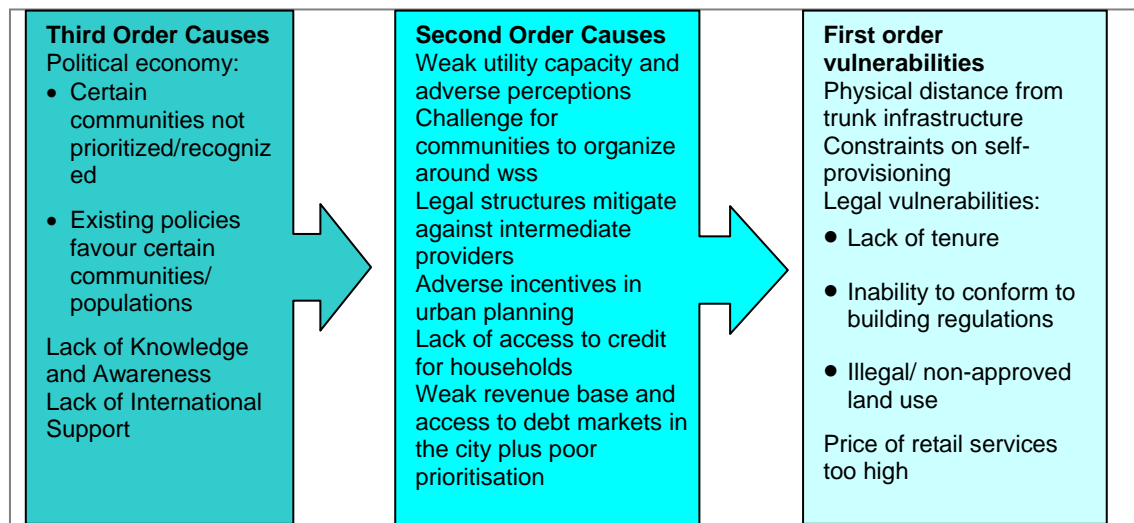 Third Order Causes
Political economy:
• Certain
communities not
prioritized/recogniz
ed
• Existing policies
favour certain
communities/
populations
Lack of Knowledge
and Awareness
Lack of International
Support
Second Order Causes
Weak utility capacity and
adverse perceptions
Challenge for
communities to organize
around wss
Legal structures mitigate
against intermediate
providers
Adverse incentives in
urban planning
Lack of access to credit
for households
Weak revenue base and
access to debt markets in
the city plus poor
prioritisation
First order
vulnerabilities
Physical distance from
trunk infrastructure
Constraints on self-
provisioning
Legal vulnerabilities:
• Lack of tenure
• Inability to conform to
building regulations
• Illegal/ non-approved
land use
Price of retail services
too high